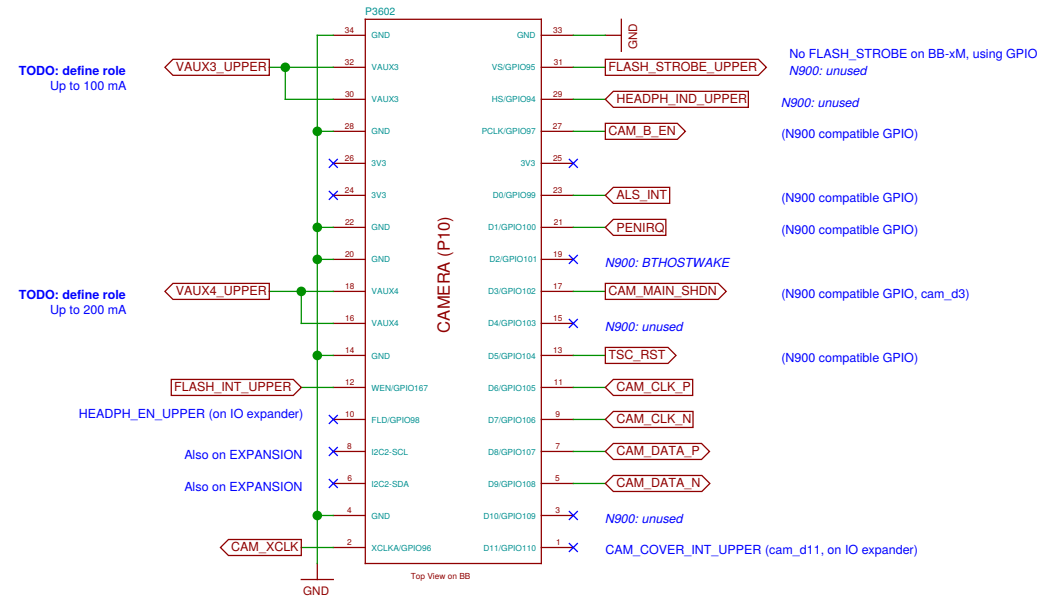 P3602
34 GND GND 33 GND
No FLASH_STROBE on BB-xM, using GPIO
TODO: define role VAUX3_UPPER 32 VAUX3 VS/GPIO95 31 FLASH_STROBE_UPPER N900: unused
Up to 100 mA
30 VAUX3 HS/GPIO94 29 HEADPH_IND_UPPER N900: unused
28 GND PCLK/GPIO97 27 CAM_B_EN (N900 compatible GPIO)
26 3V3 3V3 25
24 3V3 D0/GPIO99 23 ALS_INT (N900 compatible GPIO)
22 GND D1/GPIO100 21 PENIRQ (N900 compatible GPIO)
20 GND D2/GPIO101 19 N900: BTHOSTWAKE
CAMERA (P10)
TODO: define role VAUX4_UPPER 18 VAUX4 D3/GPIO102 17 CAM_MAIN_SHDN (N900 compatible GPIO, cam_d3)
Up to 200 mA
16 VAUX4 D4/GPIO103 15 N900: unused
14 GND D5/GPIO104 13 TSC_RST (N900 compatible GPIO)
FLASH_INT_UPPER 12 WEN/GPIO167 D6/GPIO105 11 CAM_CLK_P
HEADPH_EN_UPPER (on IO expander) 10 FLD/GPIO98 D7/GPIO106 9 CAM_CLK_N
Also on EXPANSION 8 I2C2-SCL D8/GPIO107 7 CAM_DATA_P
Also on EXPANSION 6 I2C2-SDA D9/GPIO108 5 CAM_DATA_N
4 GND D10/GPIO109 3 N900: unused
CAM_XCLK 2 XCLKA/GPIO96 D11/GPIO110 1 CAM_COVER_INT_UPPER (cam_d11, on IO expander)
Top View on BB
GND